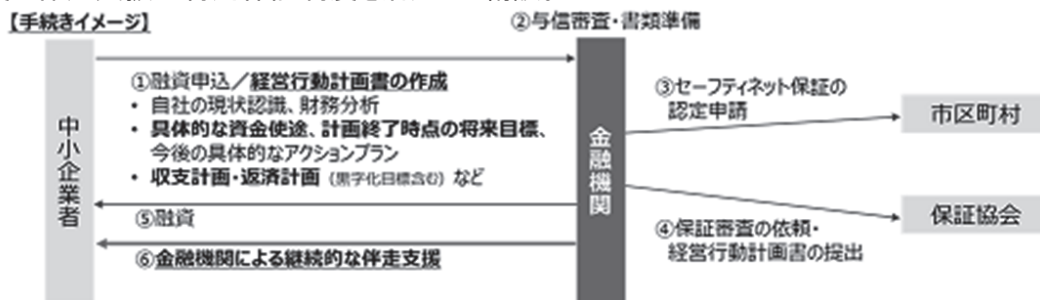 【手続きイメージ】
②与信審査・書類準備
中小企業者
①融資申込／経営行動計画書の作成
• 自社の現状認識、財務分析
• 具体的な資金使途、計画終了時点の将来目標、
今後の具体的なアクションプラン
• 収支計画・返済計画（黒字化目標含む）など
⑤融資
⑥金融機関による継続的な伴走支援
金融機関
③セーフティネット保証の
認定申請
市区町村
④保証審査の依頼・
経営行動計画書の提出
保証協会